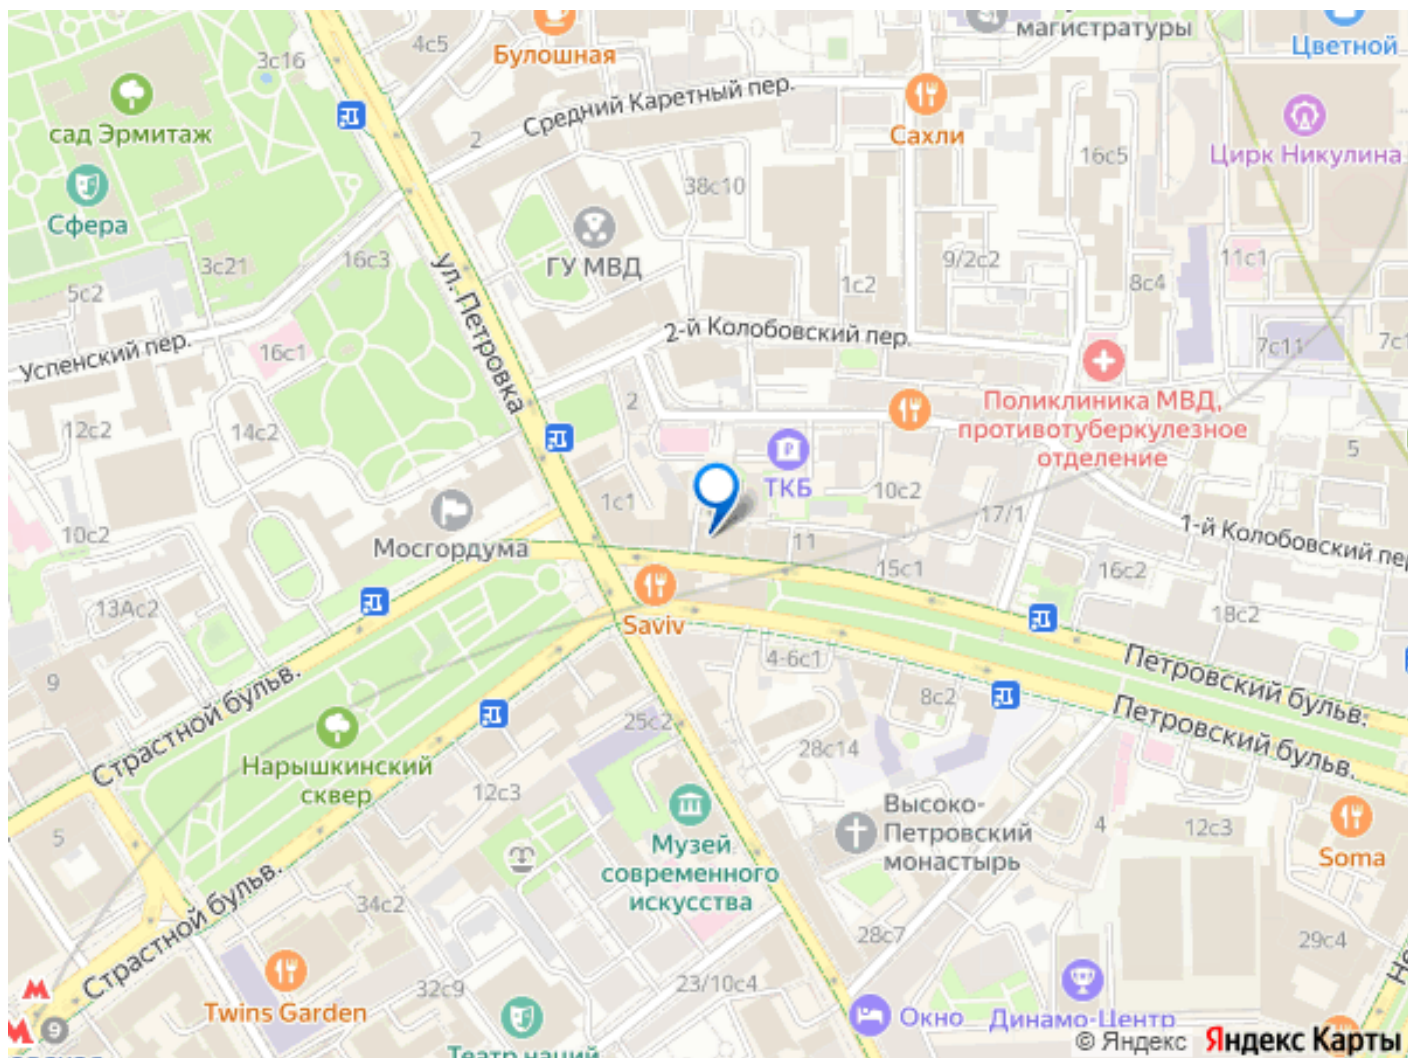 4с5
3с16
Булошная
магистратуры
Цветной
сад Эрмитаж
Средний Каретный пер.
2
Сахли
16с5
Цирк Никулина
Сфера
38с10
ГУ МВД
3с21
16с3
5с2
1с2
9/2с2
8с4
11с1
ул. Петровка
2-й Колобовский пер.
7с11
Успенский пер.
16с1
2
Поликлиника МВД,
противотуберкулезное
отделение
12с2
14с2
5
ТКБ
10с2
1с1
17/1
10с2
Мосгордума
11
1-й Колобовский пер
15с1
16с2
13Ас2
Saviv
18с2
4-6с1
9
Страстной бульв.
Петровский бульв.
8с2
Петровский бульв.
25с2
28с14
Нарышкинский
сквер
12с3
Высоко-
Петровский
монастырь
5
Музей
современного
искусства
4
12с3
Soma
Страстной бульв.
34с2
28с7
29с4
32с9
23/10с4
Twins Garden
9
Окно
Динамо-Центр
Театр наций
© Яндекс Яндекс Карты